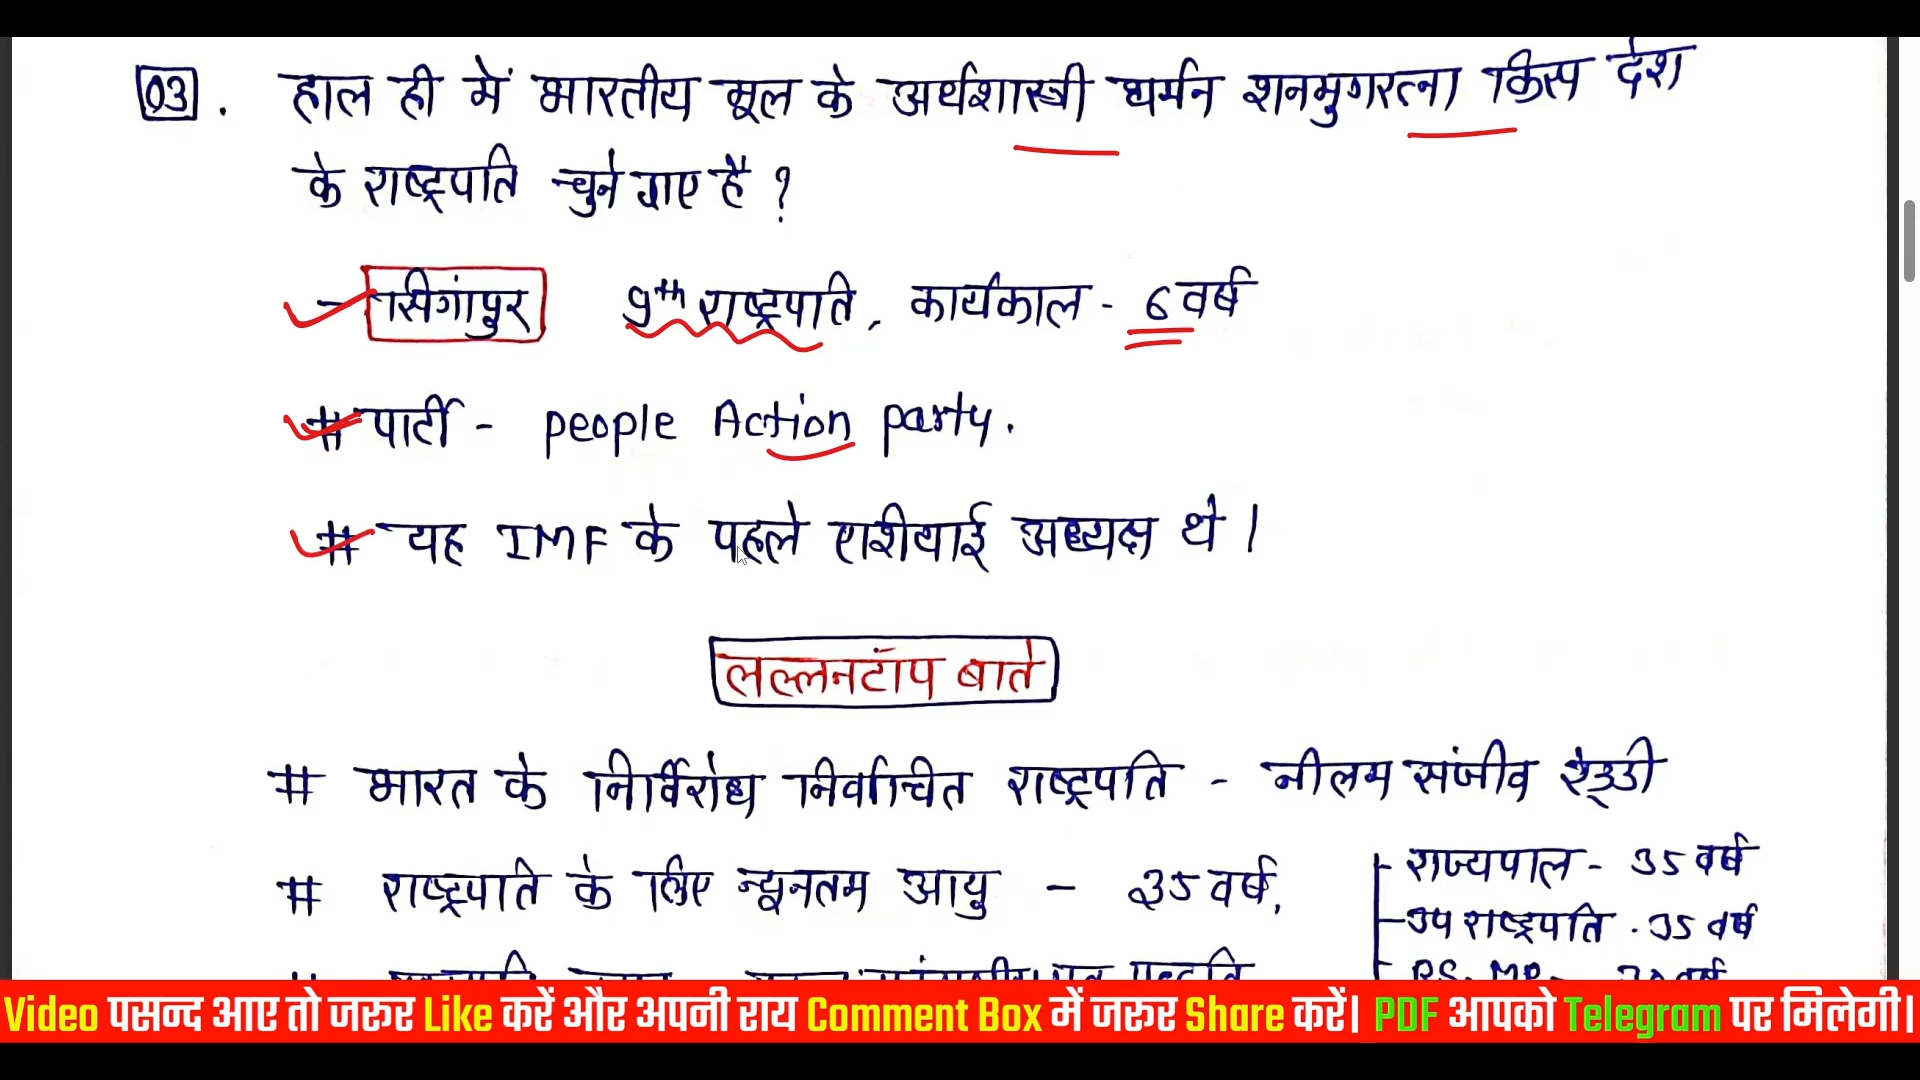 03. हाल ही में भारतीय मूल के अर्थशास्त्री थर्मन शनमुगरत्ना किस देश
के राष्ट्रपति चुने गए है ?
- सिगांपुर 9th राष्ट्रपति, कार्यकाल - 6 वर्ष
# पार्टी - people Action party.
# यह IMF के पहले एशीयाई अध्यक्ष थे।
लल्लनटॉप बाते
# भारत के निर्विरोध निर्वाचित राष्ट्रपति - नीलम संजीव रेड्डी
# राष्ट्रपति के लिए न्यूनतम आयु - 35 वर्ष,
राज्यपाल - 35 वर्ष
उपराष्ट्रपति - 35 वर्ष
Video पसन्द आए तो जरूर Like करें और अपनी राय Comment Box में जरूर Share करें। PDF आपको Telegram पर मिलेगी।